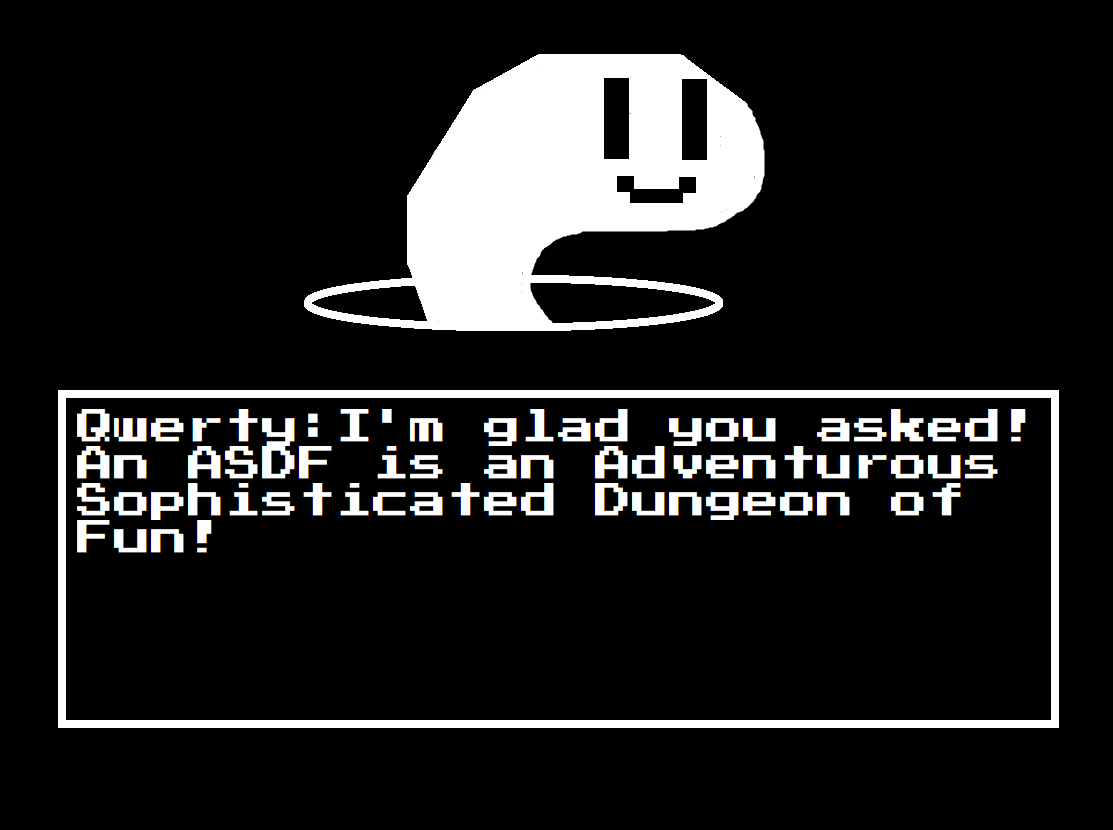 Qwerty:I'm glad you asked!
An ASDF is an Adventurous
Sophisticated Dungeon of
Fun!